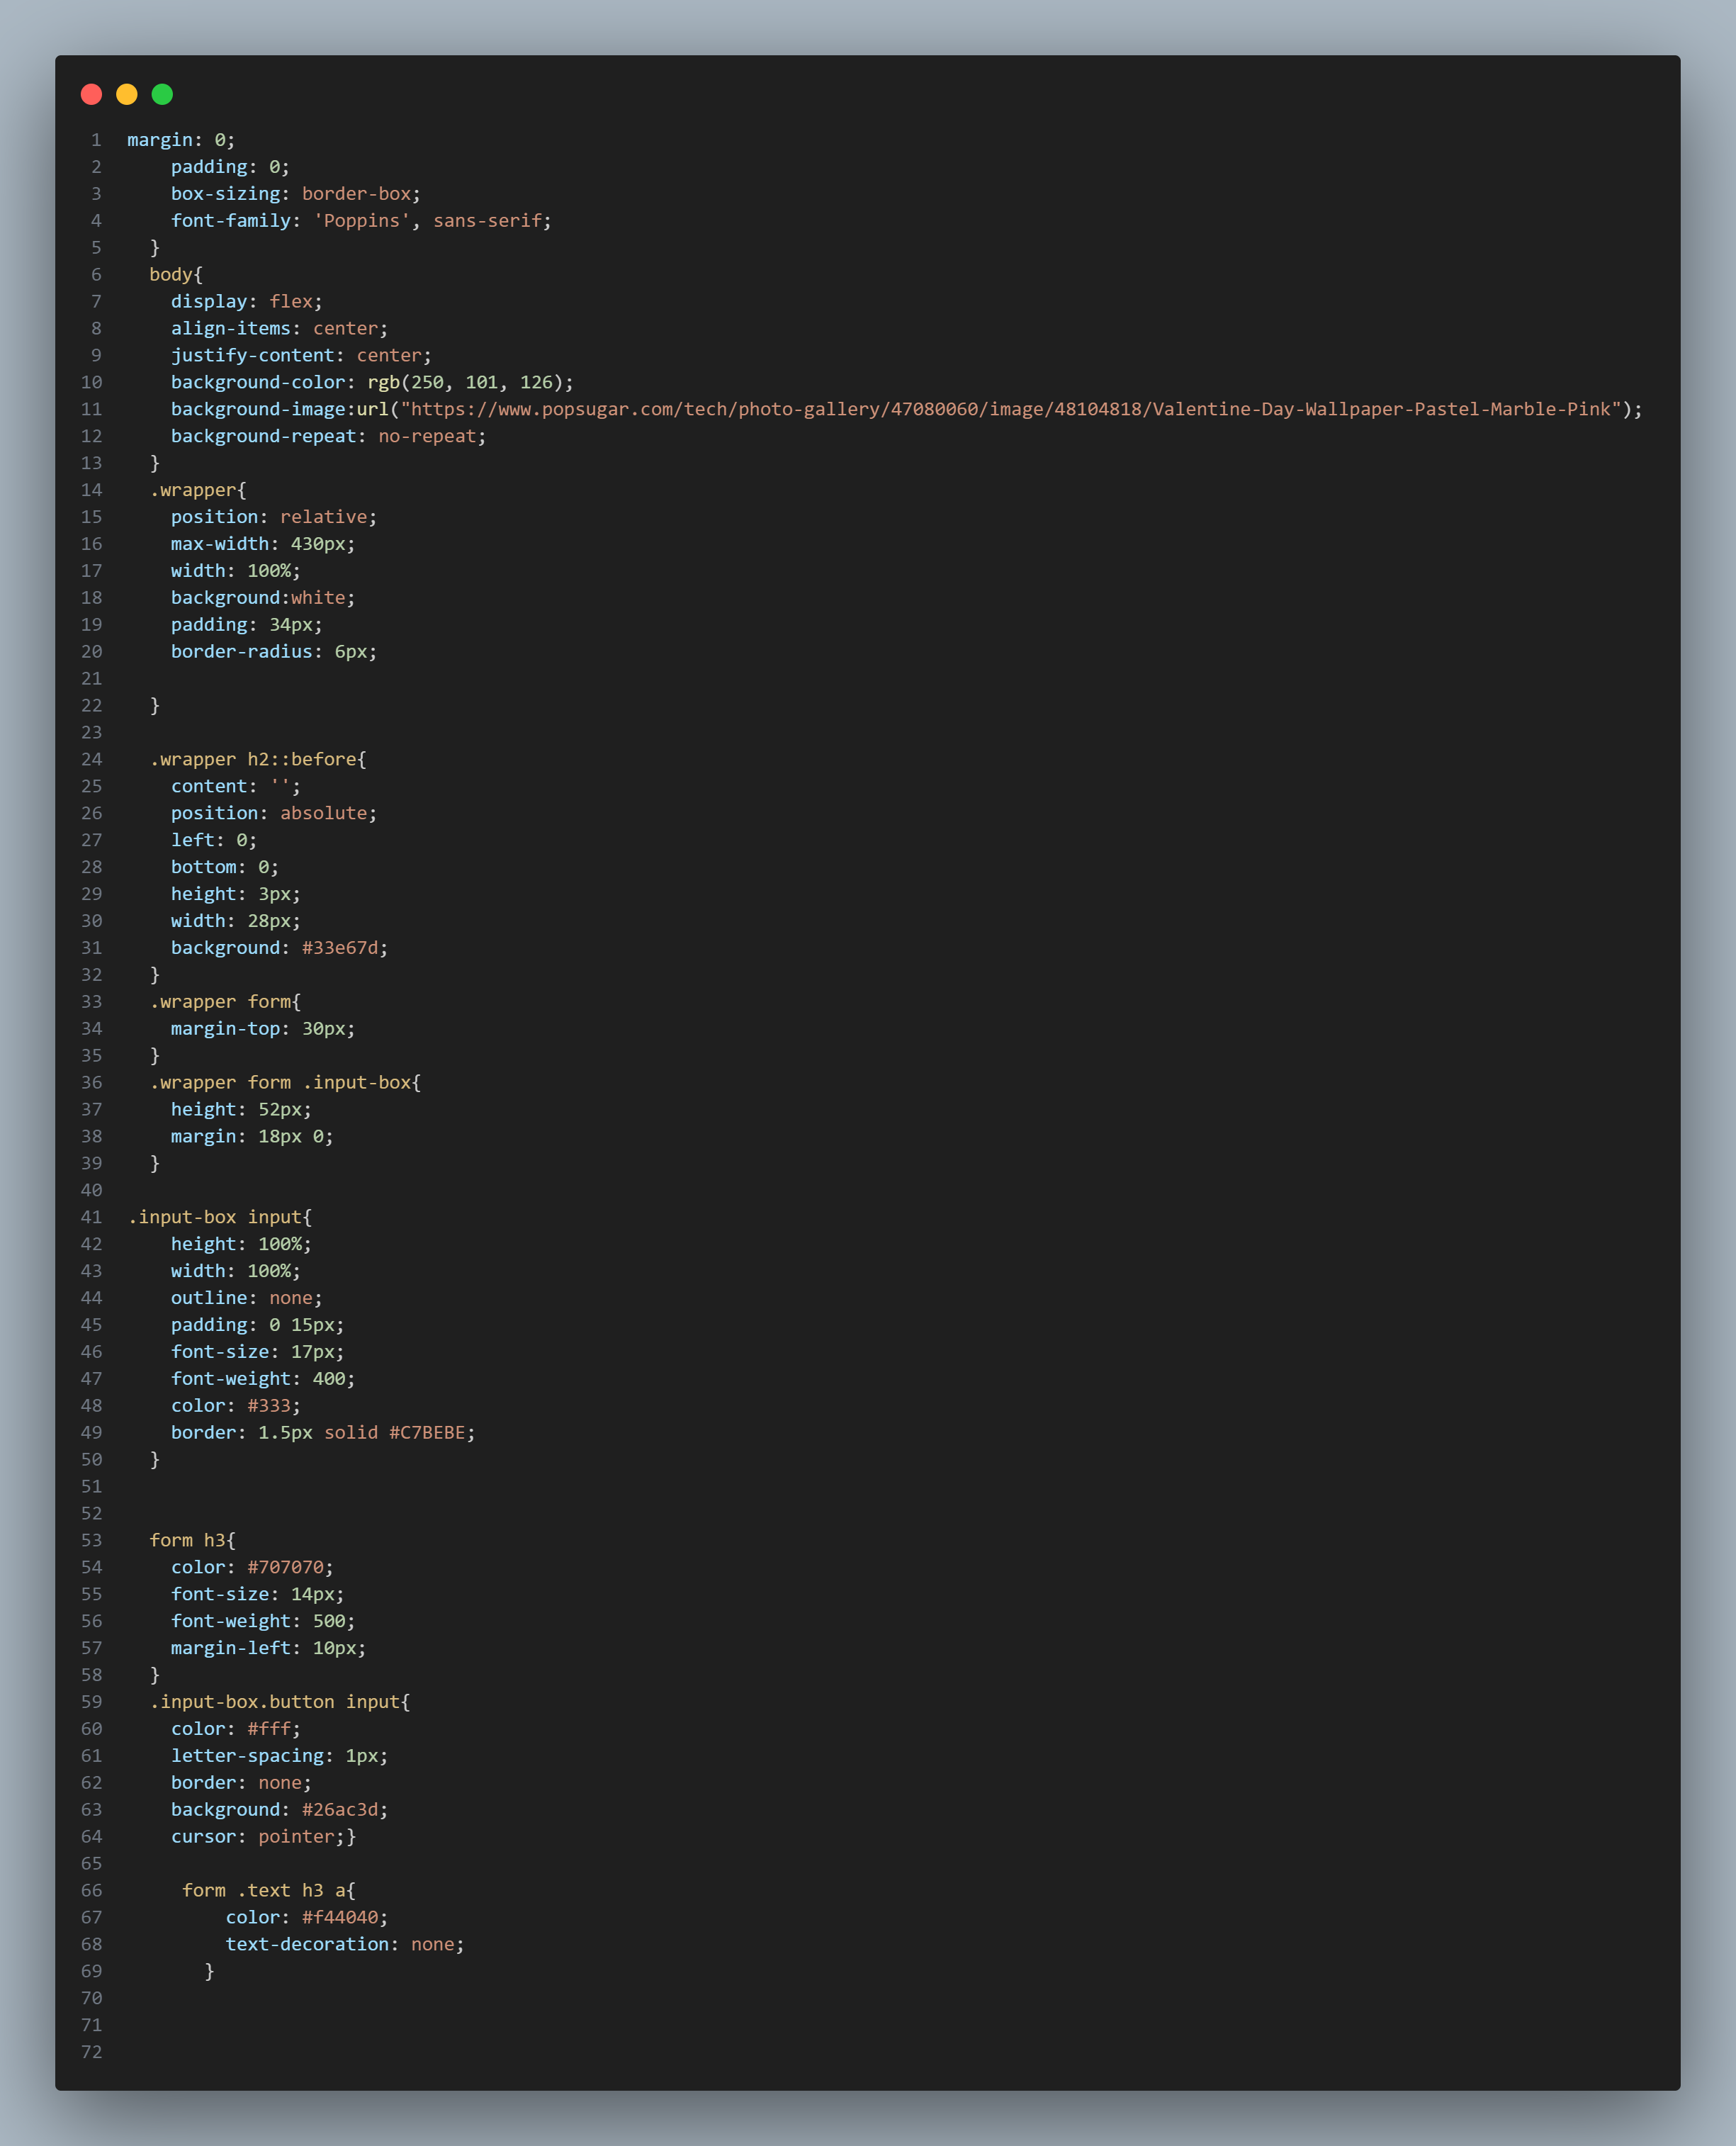 1 margin: 0;
2     padding: 0;
3     box-sizing: border-box;
4     font-family: 'Poppins', sans-serif;
5   }
6   body{
7     display: flex;
8     align-items: center;
9     justify-content: center;
10     background-color: rgb(250, 101, 126);
11     background-image:url("https://www.popsugar.com/tech/photo-gallery/47080060/image/48104818/Valentine-Day-Wallpaper-Pastel-Marble-Pink");
12     background-repeat: no-repeat;
13   }
14   .wrapper{
15     position: relative;
16     max-width: 430px;
17     width: 100%;
18     background:white;
19     padding: 34px;
20     border-radius: 6px;
21
22   }
23
24   .wrapper h2::before{
25     content: '';
26     position: absolute;
27     left: 0;
28     bottom: 0;
29     height: 3px;
30     width: 28px;
31     background: #33e67d;
32   }
33   .wrapper form{
34     margin-top: 30px;
35   }
36   .wrapper form .input-box{
37     height: 52px;
38     margin: 18px 0;
39   }
40
41 .input-box input{
42     height: 100%;
43     width: 100%;
44     outline: none;
45     padding: 0 15px;
46     font-size: 17px;
47     font-weight: 400;
48     color: #333;
49     border: 1.5px solid #C7BEBE;
50   }
51
52
53   form h3{
54     color: #707070;
55     font-size: 14px;
56     font-weight: 500;
57     margin-left: 10px;
58   }
59   .input-box.button input{
60     color: #fff;
61     letter-spacing: 1px;
62     border: none;
63     background: #26ac3d;
64     cursor: pointer;}
65
66      form .text h3 a{
67          color: #f44040;
68          text-decoration: none;
69        }
70
71
72